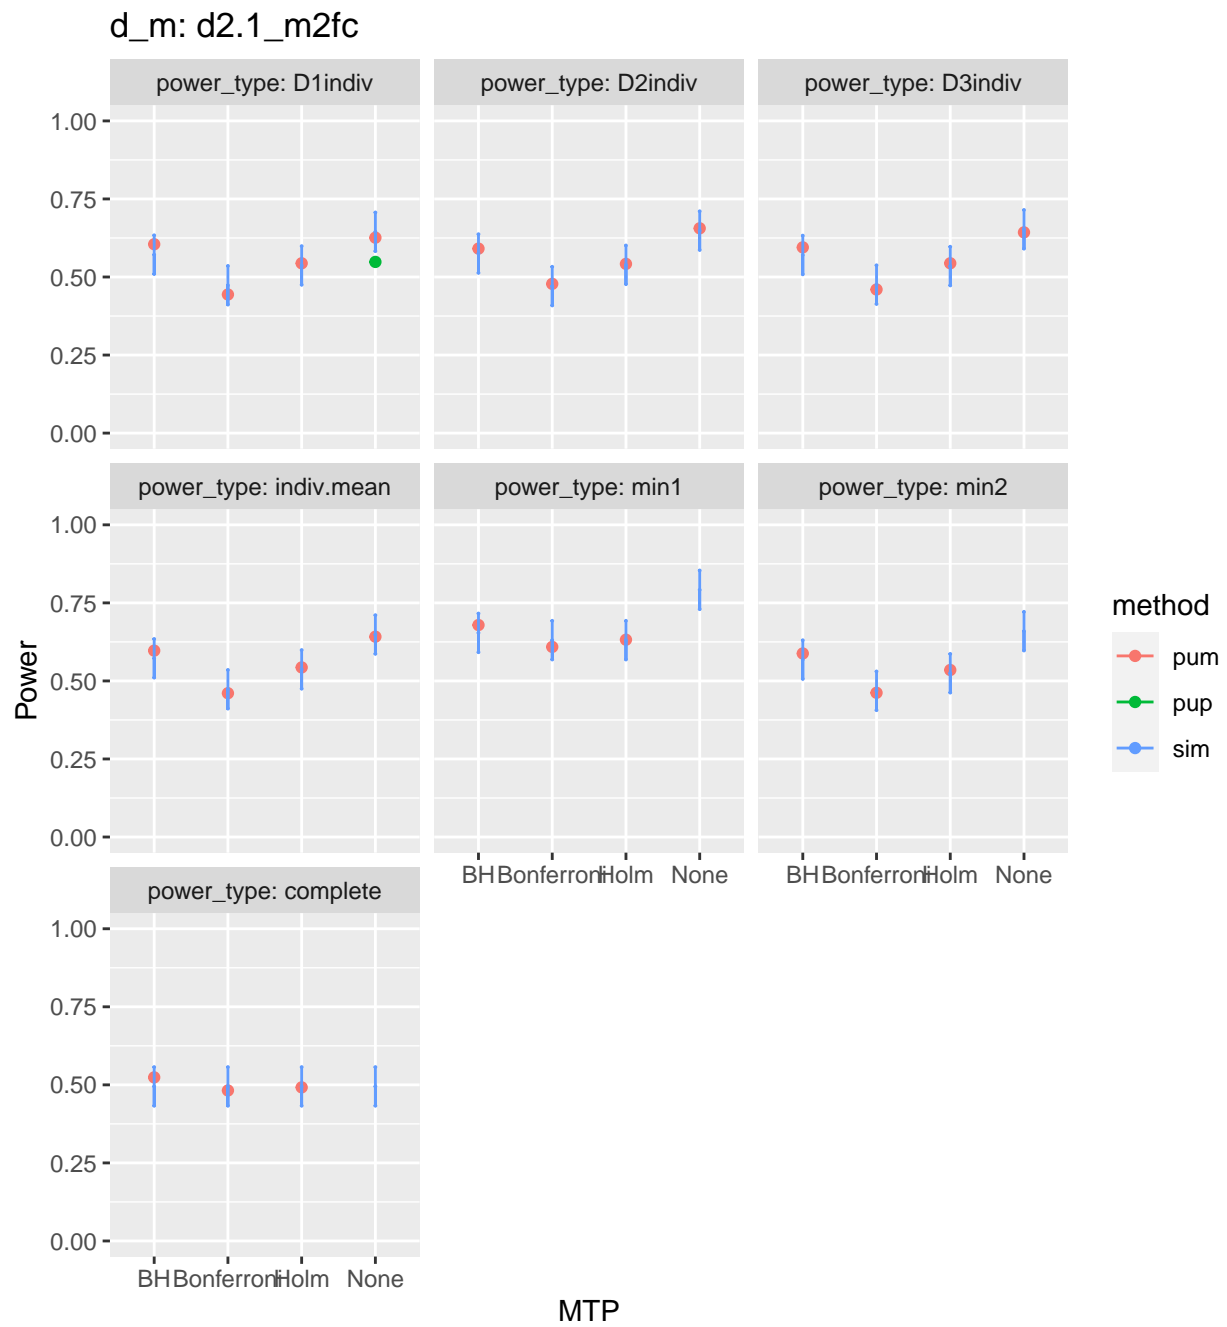 d_m: d2.1_m2fc
power_type: D1indiv
power_type: D2indiv
power_type: D3indiv
1.00
0.75
0.50
0.25
0.00
power_type: indiv.mean
power_type: min1
power_type: min2
1.00
0.75
0.50
0.25
0.00
BH Bonferroni Holm None
BH Bonferroni Holm None
power_type: complete
1.00
0.75
0.50
0.25
0.00
BH Bonferroni Holm None
Power
MTP
method
pum
pup
sim